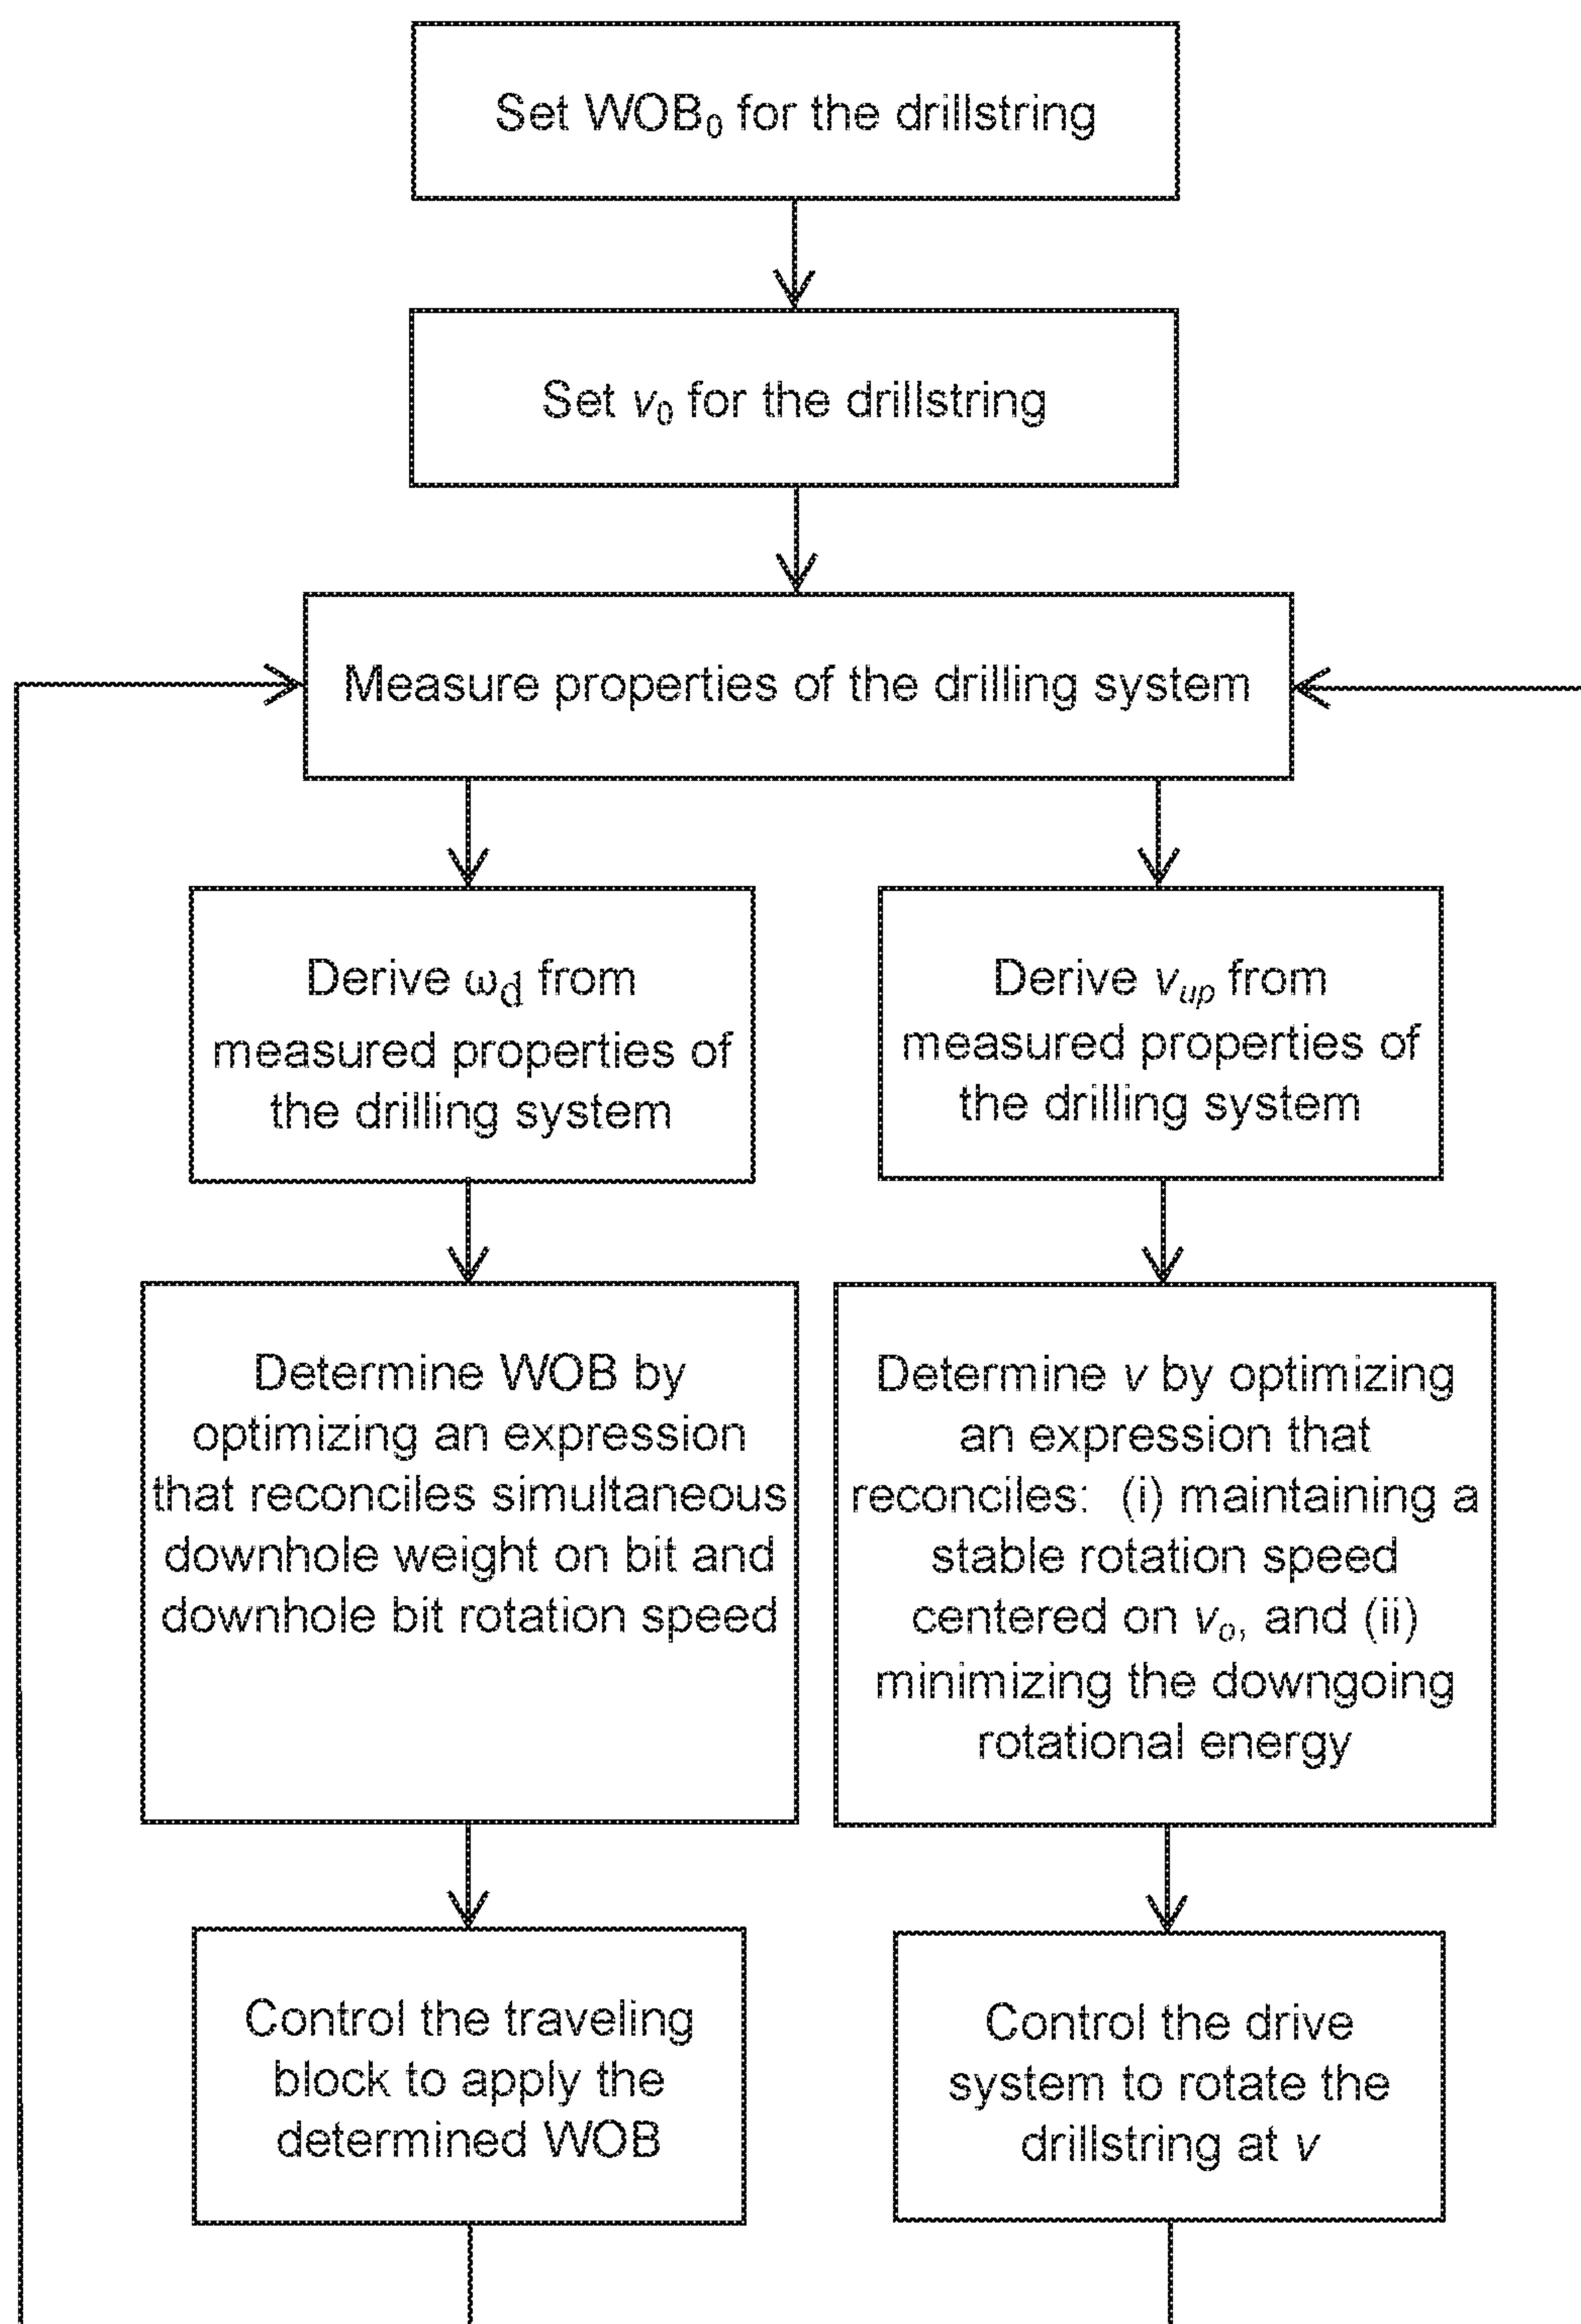 Set WOB₀ for the drillstring
Set v₀ for the drillstring
Measure properties of the drilling system
Derive ω_d from
measured properties of
the drilling system
Derive v_up from
measured properties of
the drilling system
Determine WOB by
optimizing an expression
that reconciles simultaneous
downhole weight on bit and
downhole bit rotation speed
Determine v by optimizing
an expression that
reconciles: (i) maintaining a
stable rotation speed
centered on v_o, and (ii)
minimizing the downgoing
rotational energy
Control the traveling
block to apply the
determined WOB
Control the drive
system to rotate the
drillstring at v